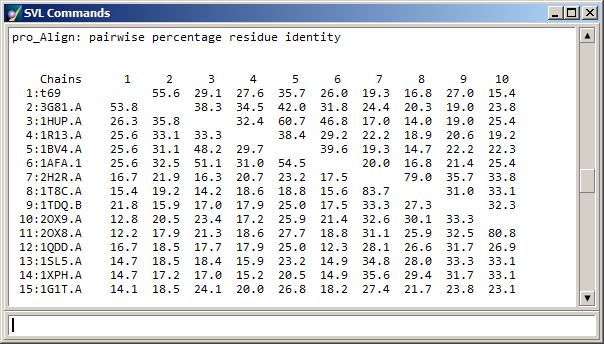 SVL Commands
pro_Align: pairwise percentage residue identity
Chains 1 2 3 4 5 6 7 8 9 10
1:t69 55.6 29.1 27.6 35.7 26.0 19.3 16.8 27.0 15.4
2:3G81.A 53.8 38.3 34.5 42.0 31.8 24.4 20.3 19.0 23.8
3:1HUP.A 26.3 35.8 32.4 60.7 46.8 17.0 14.0 19.0 25.4
4:1R13.A 25.6 33.1 33.3 38.4 29.2 22.2 18.9 20.6 19.2
5:1BV4.A 25.6 31.1 48.2 29.7 39.6 19.3 14.7 22.2 22.3
6:1AFA.1 25.6 32.5 51.1 31.0 54.5 20.0 16.8 21.4 25.4
7:2H2R.A 16.7 21.9 16.3 20.7 23.2 17.5 79.0 35.7 33.8
8:1T8C.A 15.4 19.2 14.2 18.6 18.8 15.6 83.7 31.0 33.1
9:1TDQ.B 21.8 15.9 17.0 17.9 25.0 17.5 33.3 27.3 32.3
10:2OX9.A 12.8 20.5 23.4 17.2 25.9 21.4 32.6 30.1 33.3
11:2OX8.A 12.2 17.9 21.3 18.6 27.7 18.8 31.1 25.9 32.5 80.8
12:1QDD.A 16.7 18.5 17.7 17.9 25.0 12.3 28.1 26.6 31.7 26.9
13:1SL5.A 14.7 18.5 18.4 15.9 23.2 14.9 34.8 28.0 33.3 33.1
14:1XPH.A 14.7 17.2 17.0 15.2 20.5 14.9 35.6 29.4 31.7 33.1
15:1G1T.A 14.1 18.5 24.1 20.0 26.8 18.2 27.4 21.7 23.8 23.1